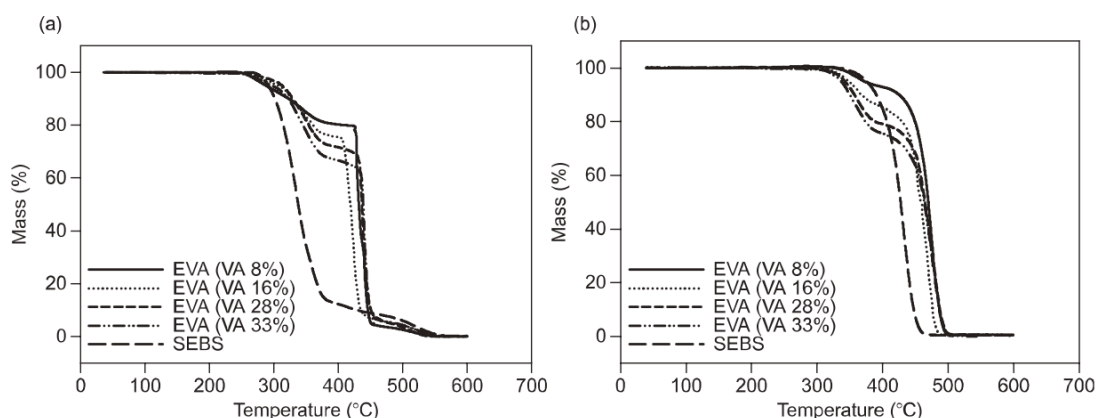 (a)
100
80
60
40
20
0
Mass (%)
EVA (VA 8%)
EVA (VA 16%)
EVA (VA 28%)
EVA (VA 33%)
SEBS
0 100 200 300 400 500 600 700
Temperature (°C)
(b)
100
80
60
40
20
0
Mass (%)
EVA (VA 8%)
EVA (VA 16%)
EVA (VA 28%)
EVA (VA 33%)
SEBS
0 100 200 300 400 500 600 700
Temperature (°C)